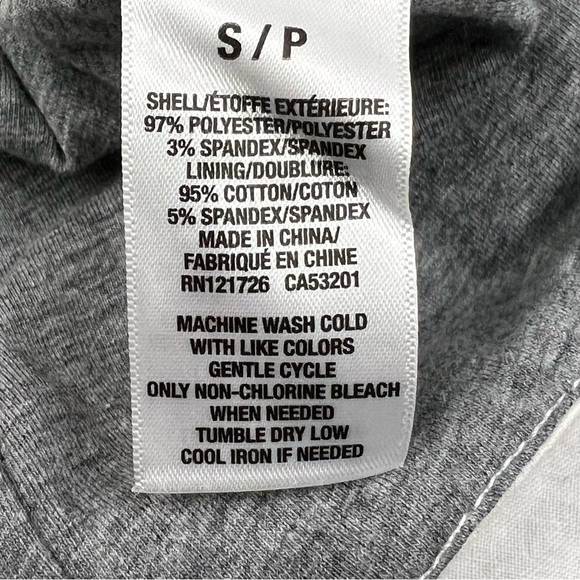 S / P
SHELL/ÉTOFFE EXTÉRIEURE:
97% POLYESTER/POLYESTER
3% SPANDEX/SPANDEX
LINING/DOUBLURE:
95% COTTON/COTON
5% SPANDEX/SPANDEX
MADE IN CHINA/
FABRIQUÉ EN CHINE
RN121726 CA53201
MACHINE WASH COLD
WITH LIKE COLORS
GENTLE CYCLE
ONLY NON-CHLORINE BLEACH
WHEN NEEDED
TUMBLE DRY LOW
COOL IRON IF NEEDED